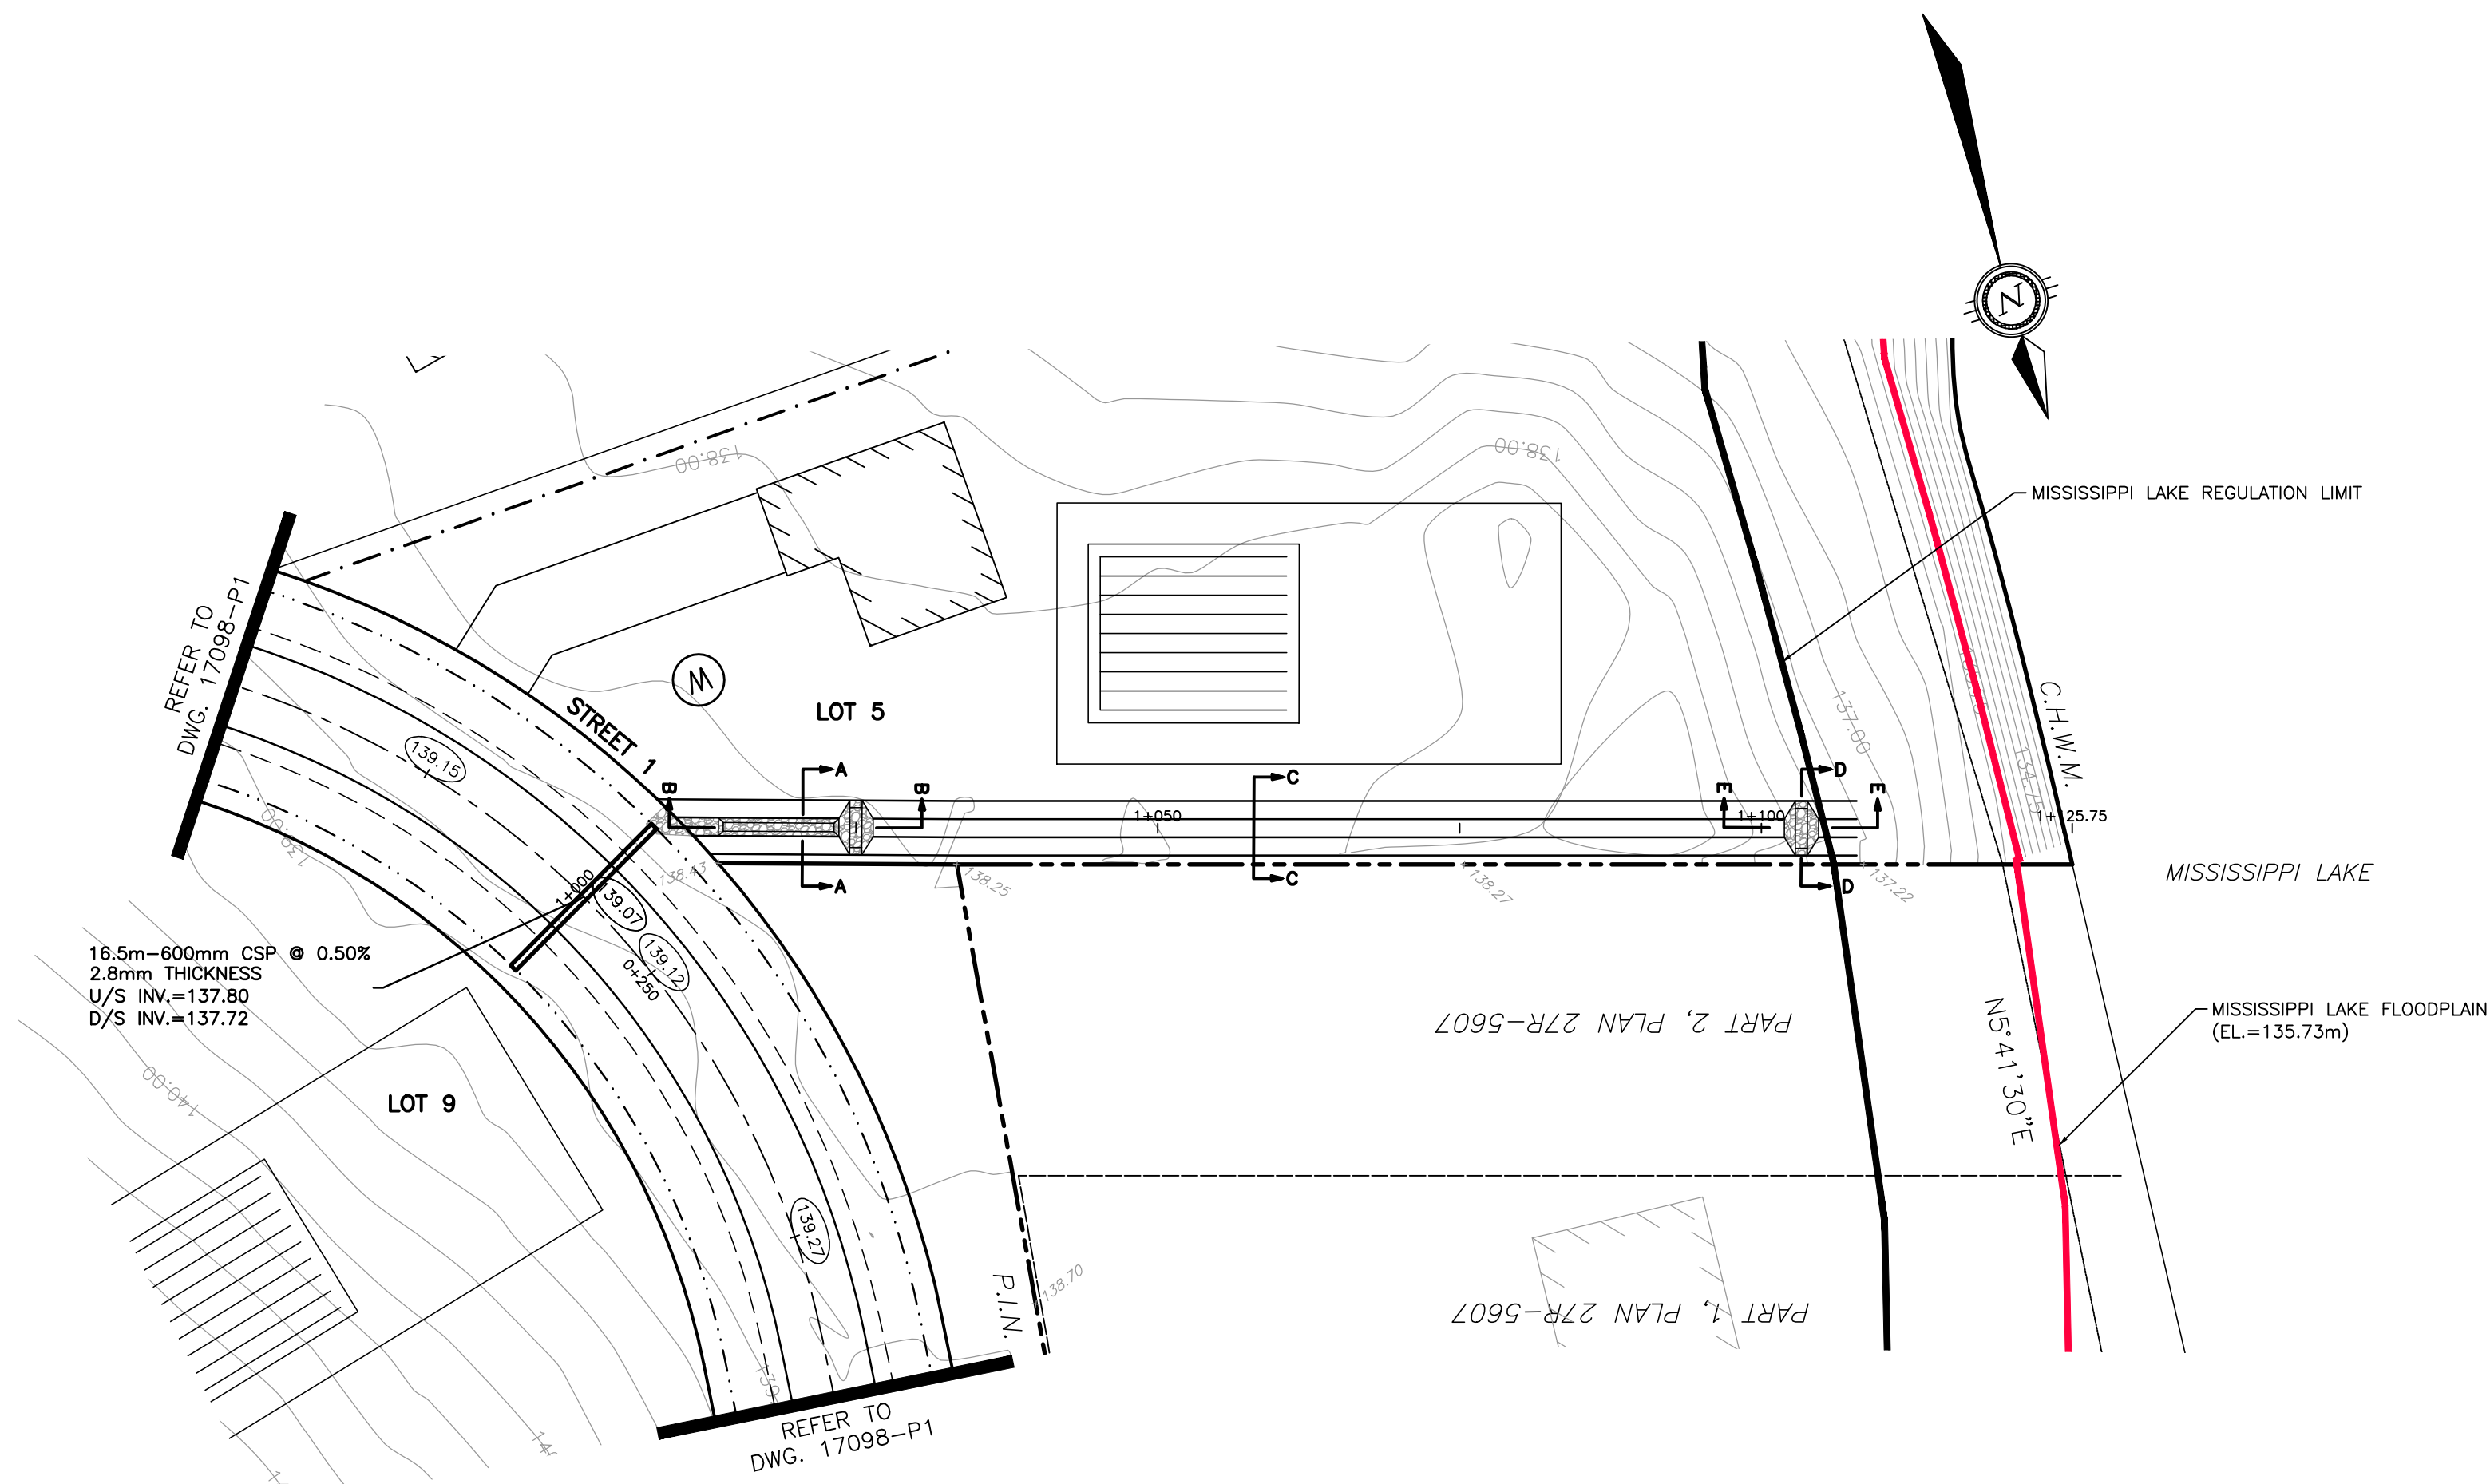 N
MISSISSIPPI LAKE REGULATION LIMIT
138.00
138.00
REFER TO
DWG. 17098-P1
STREET 1
W
LOT 5
139.15
A
B
B
C
E
D
E
137.00
C.H.W.M.
134.75
1+050
1+100
1+125.75
139.00
138.43
138.25
138.27
137.22
A
C
D
MISSISSIPPI LAKE
1+000
139.07
139.12
0+250
16.5m-600mm CSP @ 0.50%
2.8mm THICKNESS
U/S INV.=137.80
D/S INV.=137.72
PART 2, PLAN 27R-5607
N5°41'30"E
MISSISSIPPI LAKE FLOODPLAIN
(EL.=135.73m)
140.00
LOT 9
139.27
P.I.N.
138.70
PART 1, PLAN 27R-5607
REFER TO
DWG. 17098-P1